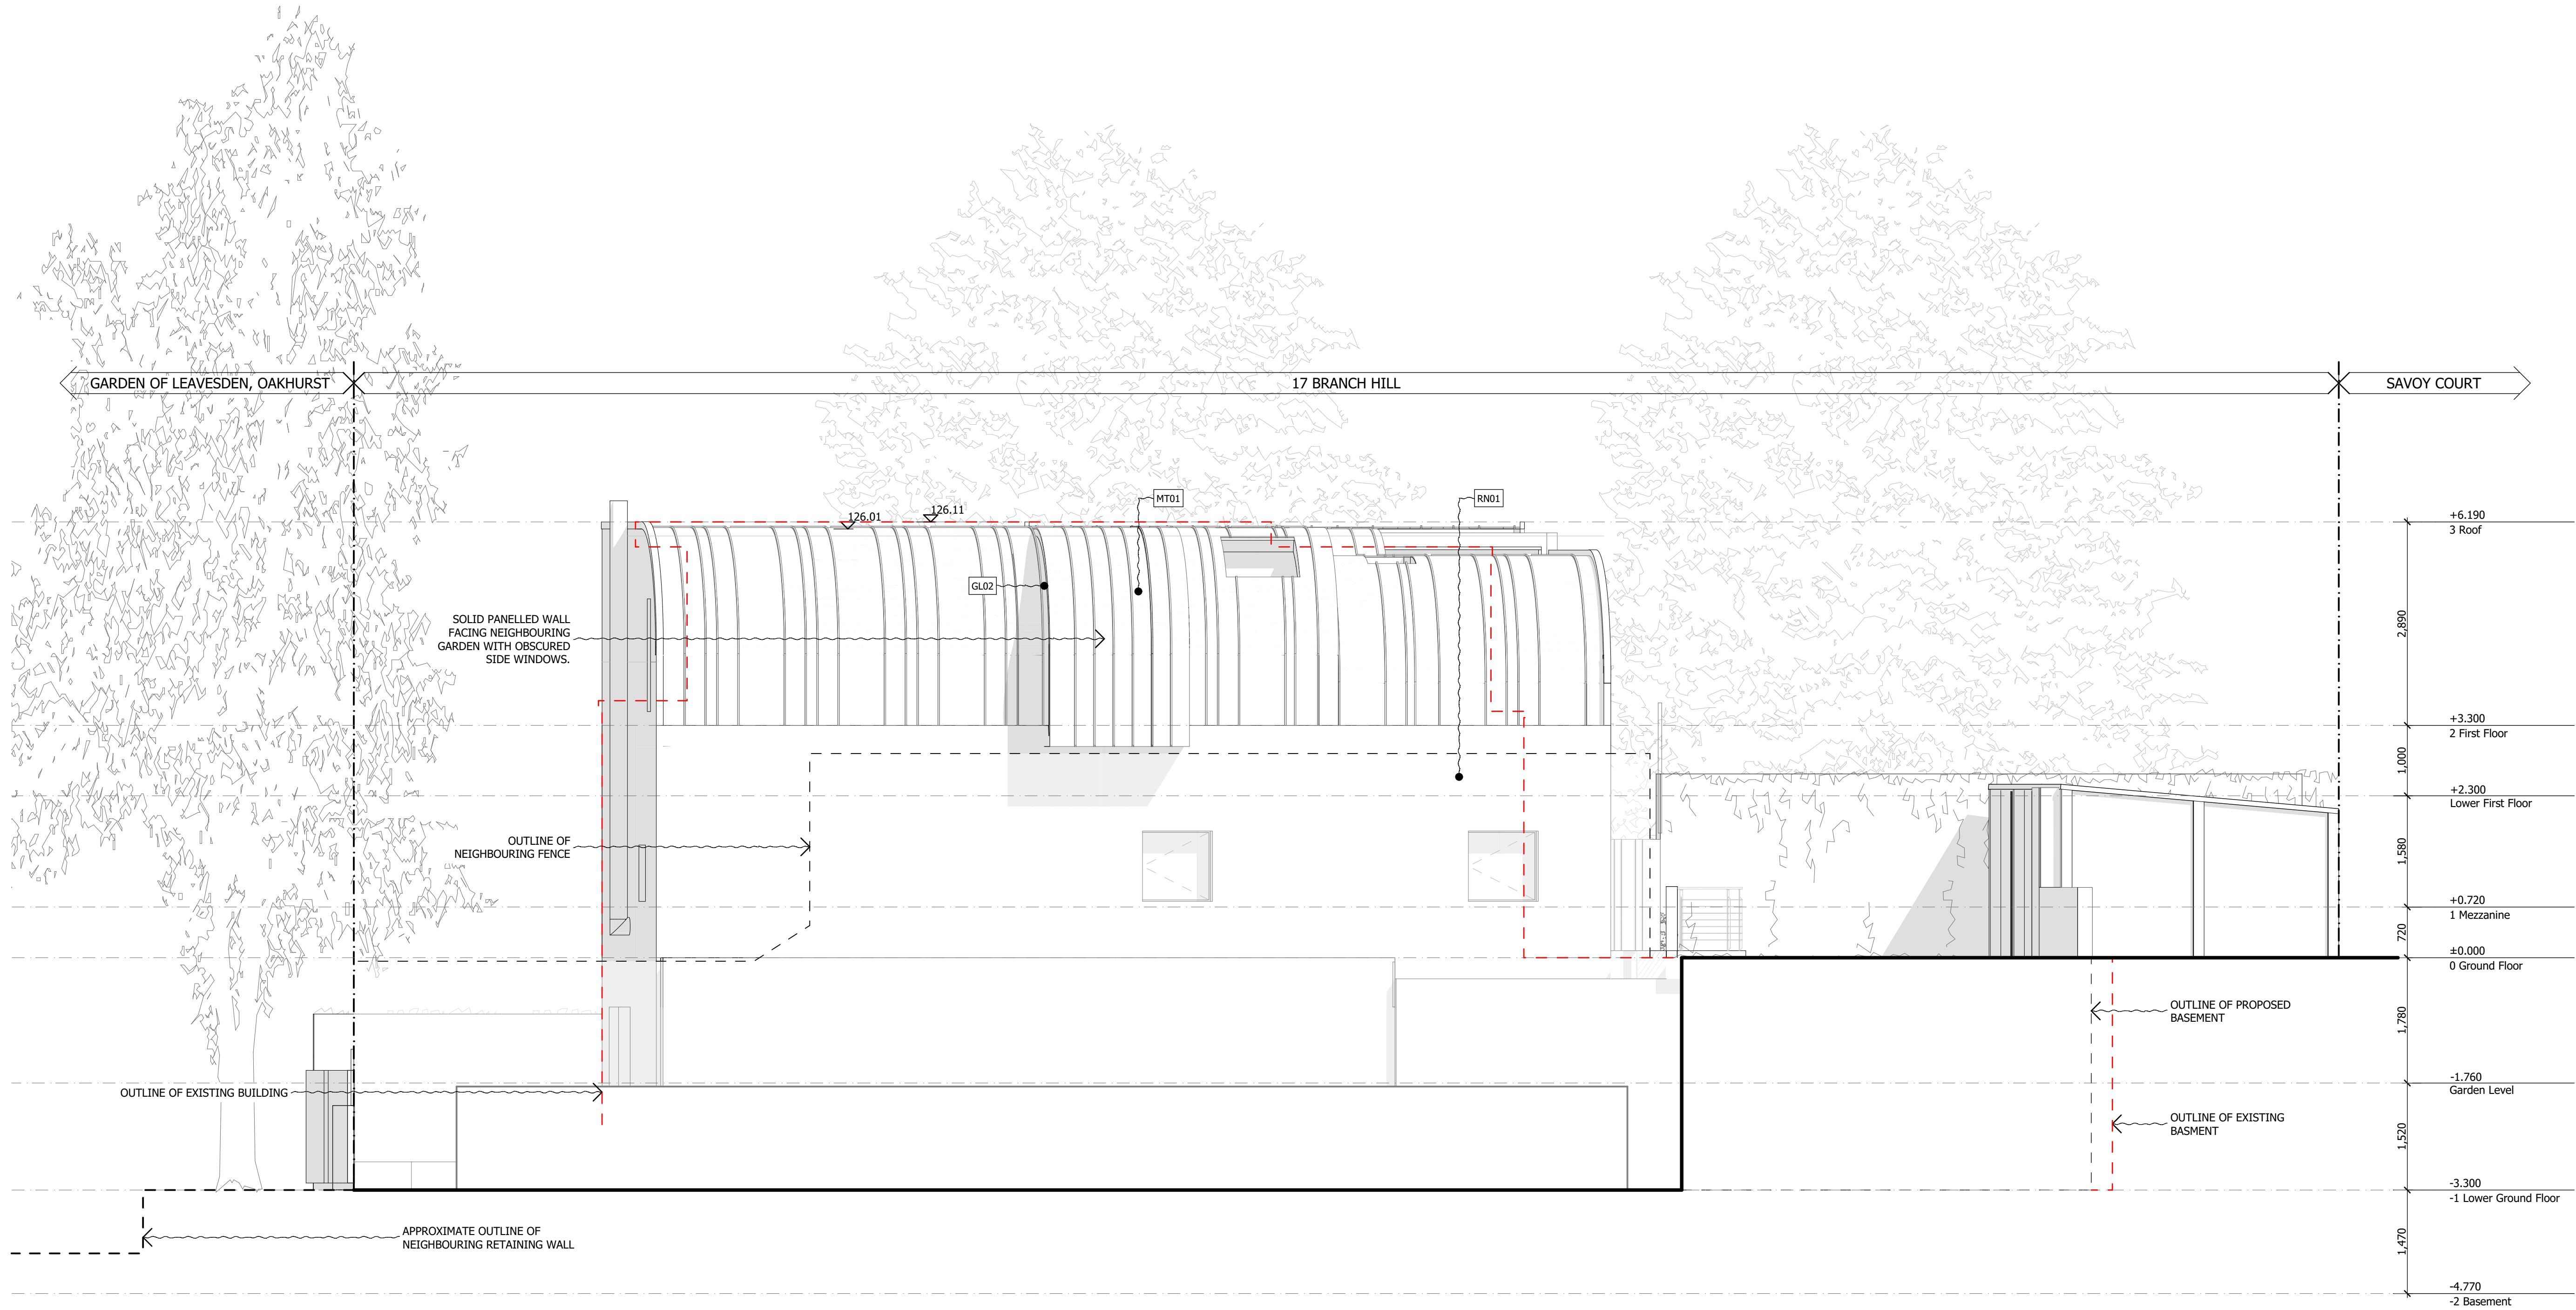 GARDEN OF LEAVESDEN, OAKHURST
17 BRANCH HILL
SAVOY COURT
MT01
RN01
126.01
126.11
GL02
SOLID PANELLED WALL
FACING NEIGHBOURING
GARDEN WITH OBSCURED
SIDE WINDOWS.
OUTLINE OF
NEIGHBOURING FENCE
OUTLINE OF EXISTING BUILDING
APPROXIMATE OUTLINE OF
NEIGHBOURING RETAINING WALL
OUTLINE OF PROPOSED
BASEMENT
OUTLINE OF EXISTING
BASMENT
+6.190
3 Roof
2,890
+3.300
2 First Floor
1,000
+2.300
Lower First Floor
1,580
+0.720
1 Mezzanine
720
±0.000
0 Ground Floor
1,780
-1.760
Garden Level
1,520
-3.300
-1 Lower Ground Floor
1,470
-4.770
-2 Basement